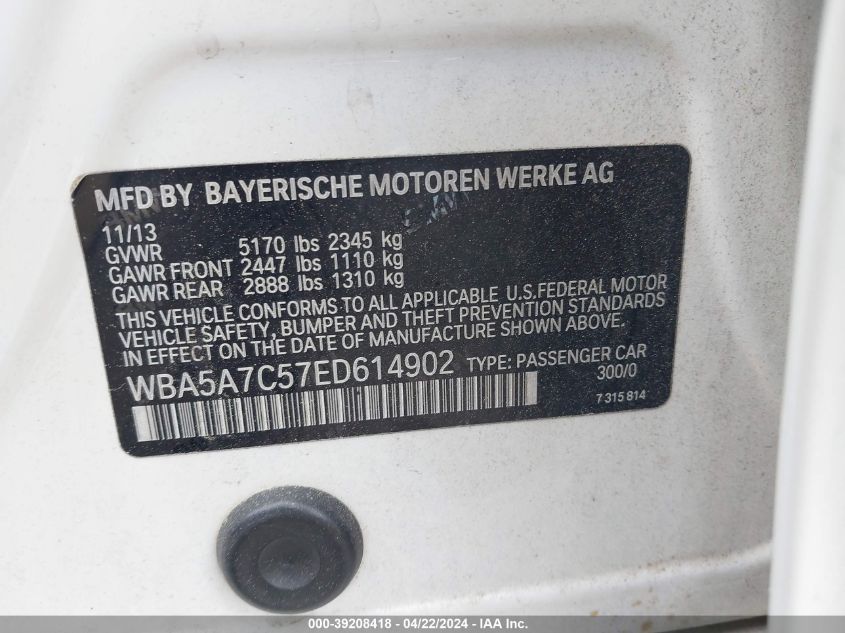 MFD BY BAYERISCHE MOTOREN WERKE AG
11/13
GVWR 5170 lbs 2345 kg
GAWR FRONT 2447 lbs 1110 kg
GAWR REAR 2888 lbs 1310 kg
THIS VEHICLE CONFORMS TO ALL APPLICABLE U.S.FEDERAL MOTOR
VEHICLE SAFETY, BUMPER AND THEFT PREVENTION STANDARDS
IN EFFECT ON THE DATE OF MANUFACTURE SHOWN ABOVE.
WBA5A7C57ED614902 TYPE: PASSENGER CAR
300/0
7 315 814
000-39208418 - 04/22/2024 - IAA, Inc.